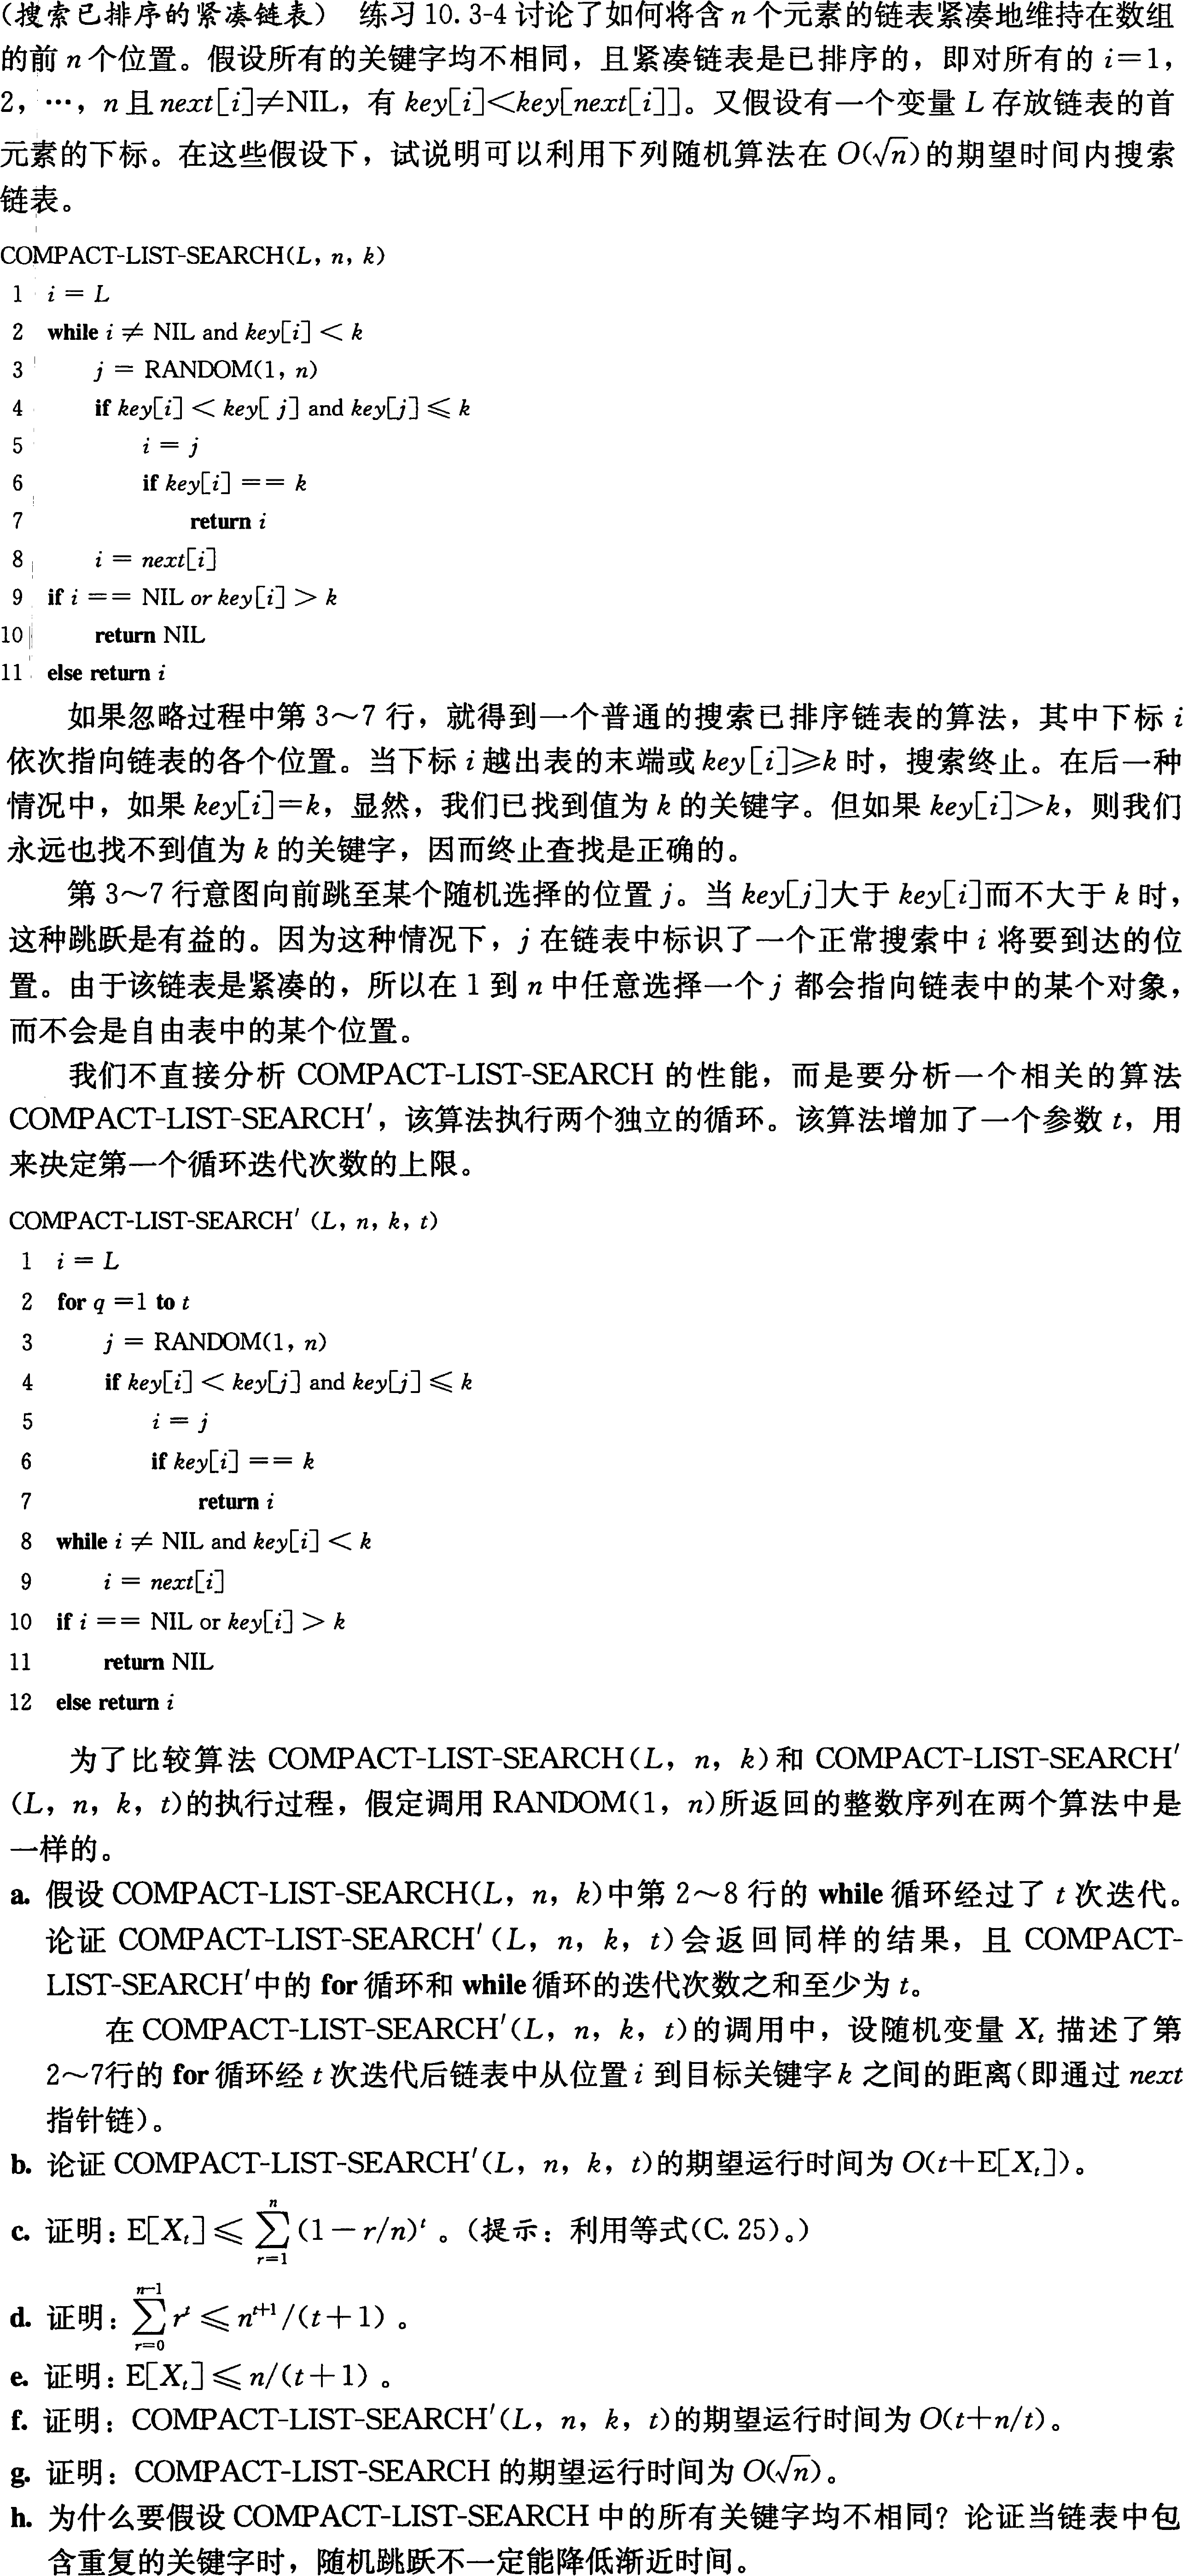 (搜索已排序的紧凑链表) 练习 10.3-4 讨论了如何将含 n 个元素的链表紧凑地维持在数组
的前 n 个位置。假设所有的关键字均不相同，且紧凑链表是已排序的，即对所有的 i=1，
2，…，n 且 next[i]≠NIL，有 key[i]<key[next[i]]。又假设有一个变量 L 存放链表的首
元素的下标。在这些假设下，试说明可以利用下列随机算法在 O(√n)的期望时间内搜索
链表。
COMPACT-LIST-SEARCH(L, n, k)
1 i = L
2 while i ≠ NIL and key[i] < k
3 j = RANDOM(1, n)
4 if key[i] < key[j] and key[j] ≤ k
5 i = j
6 if key[i] == k
7 return i
8 i = next[i]
9 if i == NIL or key[i] > k
10 return NIL
11 else return i
如果忽略过程中第 3～7 行，就得到一个普通的搜索已排序链表的算法，其中下标 i
依次指向链表的各个位置。当下标 i 越出表的末端或 key[i]≥k 时，搜索终止。在后一种
情况中，如果 key[i]=k，显然，我们已找到值为 k 的关键字。但如果 key[i]>k，则我们
永远也找不到值为 k 的关键字，因而终止查找是正确的。
第 3～7 行意图向前跳至某个随机选择的位置 j。当 key[j]大于 key[i]而不大于 k 时，
这种跳跃是有益的。因为这种情况下，j 在链表中标识了一个正常搜索中 i 将要到达的位
置。由于该链表是紧凑的，所以在 1 到 n 中任意选择一个 j 都会指向链表中的某个对象，
而不会是自由表中的某个位置。
我们不直接分析 COMPACT-LIST-SEARCH 的性能，而是要分析一个相关的算法
COMPACT-LIST-SEARCH′，该算法执行两个独立的循环。该算法增加了一个参数 t，用
来决定第一个循环迭代次数的上限。
COMPACT-LIST-SEARCH′ (L, n, k, t)
1 i = L
2 for q =1 to t
3 j = RANDOM(1, n)
4 if key[i] < key[j] and key[j] ≤ k
5 i = j
6 if key[i] == k
7 return i
8 while i ≠ NIL and key[i] < k
9 i = next[i]
10 if i == NIL or key[i] > k
11 return NIL
12 else return i
为了比较算法 COMPACT-LIST-SEARCH(L，n，k)和 COMPACT-LIST-SEARCH′
(L，n，k，t)的执行过程，假定调用 RANDOM(1，n)所返回的整数序列在两个算法中是
一样的。
a. 假设 COMPACT-LIST-SEARCH(L，n，k)中第 2～8 行的 while 循环经过了 t 次迭代。
论证 COMPACT-LIST-SEARCH′(L，n，k，t)会返回同样的结果，且 COMPACT-
LIST-SEARCH′中的 for 循环和 while 循环的迭代次数之和至少为 t。
在 COMPACT-LIST-SEARCH′(L，n，k，t)的调用中，设随机变量 Xₜ 描述了第
2～7行的 for 循环经 t 次迭代后链表中从位置 i 到目标关键字 k 之间的距离(即通过 next
指针链)。
b. 论证 COMPACT-LIST-SEARCH′(L，n，k，t)的期望运行时间为 O(t+E[Xₜ])。
c. 证明：E[Xₜ] ≤ ∑_{r=1}^{n} (1−r/n)^t 。(提示：利用等式(C.25)。)
d. 证明：∑_{r=0}^{n−1} r^t ≤ n^{t+1}/(t+1) 。
e. 证明：E[Xₜ] ≤ n/(t+1) 。
f. 证明：COMPACT-LIST-SEARCH′(L，n，k，t)的期望运行时间为 O(t+n/t)。
g. 证明：COMPACT-LIST-SEARCH 的期望运行时间为 O(√n)。
h. 为什么要假设 COMPACT-LIST-SEARCH 中的所有关键字均不相同？论证当链表中包
含重复的关键字时，随机跳跃不一定能降低渐近时间。